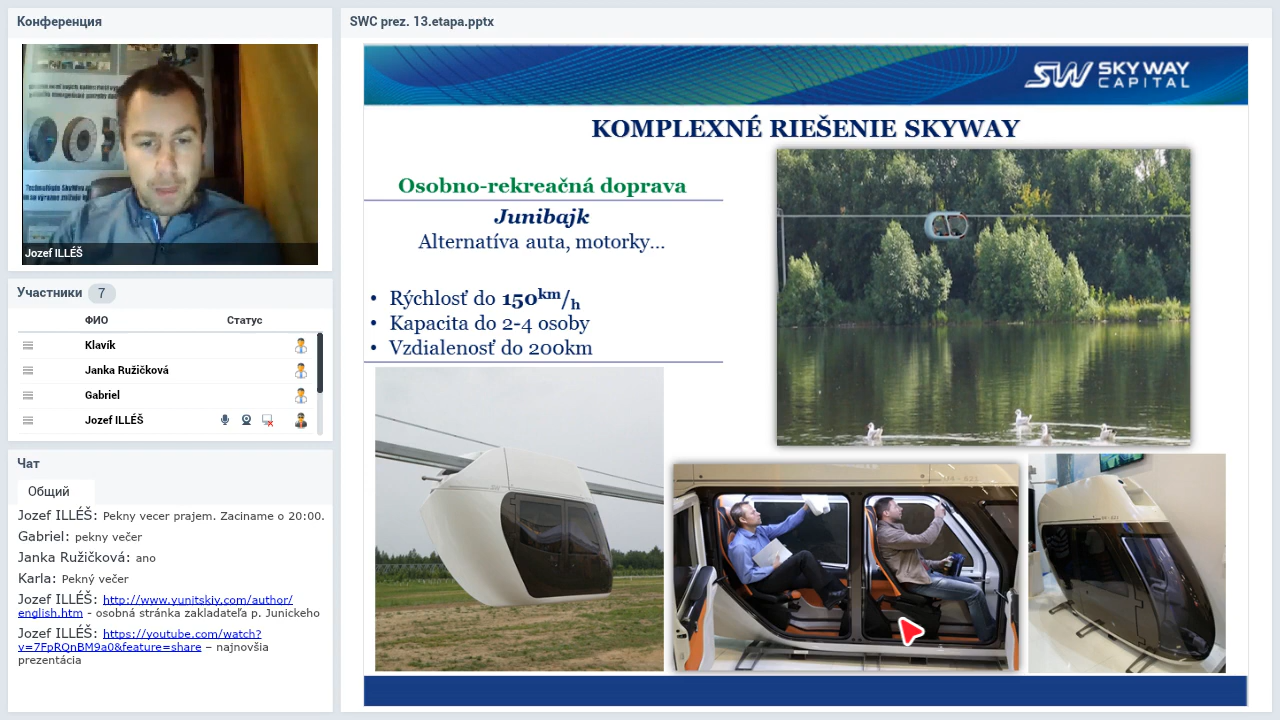 Конференция
Jozef ILLÉŠ
Участники 7
ФИО Статус
Klavík
Janka Ružičková
Gabriel
Jozef ILLÉŠ
Чат
Общий
Jozef ILLÉŠ: Pekny vecer prajem. Zaciname o 20:00.
Gabriel: pekny večer
Janka Ružičková: ano
Karla: Pekný večer
Jozef ILLÉŠ: http://www.yunitskiy.com/author/
english.htm - osobná stránka zakladateľa p. Junickeho
Jozef ILLÉŠ: https://youtube.com/watch?
v=7FpRQnBM9a0&feature=share – najnovšia
prezentácia
SWC prez. 13.etapa.pptx
SW SKY WAY
CAPITAL
KOMPLEXNÉ RIEŠENIE SKYWAY
Osobno-rekreačná doprava
Junibajk
Alternatíva auta, motorky...
• Rýchlosť do 150km/h
• Kapacita do 2-4 osoby
• Vzdialenosť do 200km